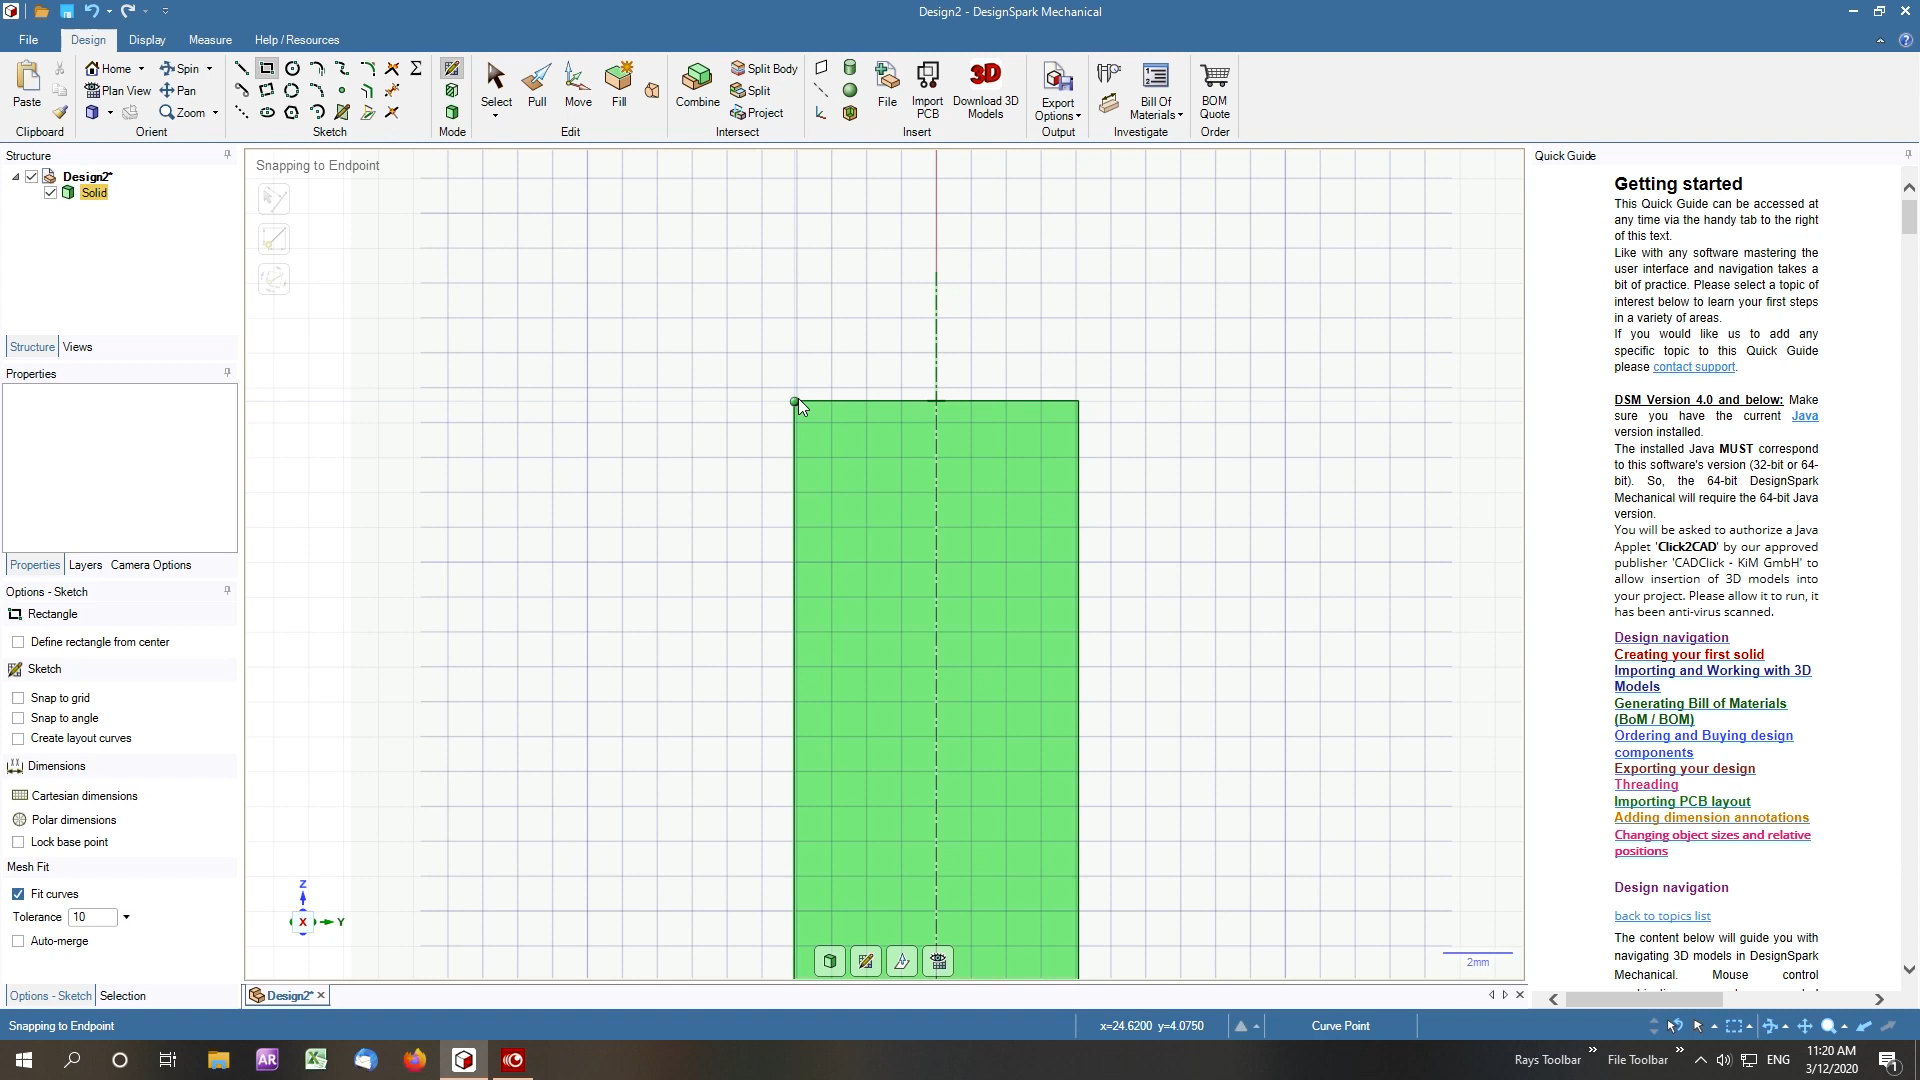 Design2 - DesignSpark Mechanical
File
Design
Display
Measure
Help / Resources
Paste
Clipboard
Home
Spin
Plan View
Pan
Zoom
Orient
Sketch
Mode
Select
Pull
Move
Fill
Edit
Combine
Split Body
Split
Project
Intersect
File
Import PCB
Download 3D Models
Insert
Export Options
Output
Bill Of Materials
Investigate
BOM Quote
Order
Structure
Design2*
Solid
Structure
Views
Properties
Properties
Layers
Camera Options
Options - Sketch
Rectangle
Define rectangle from center
Sketch
Snap to grid
Snap to angle
Create layout curves
Dimensions
Cartesian dimensions
Polar dimensions
Lock base point
Mesh Fit
Fit curves
Tolerance 10
Auto-merge
Options - Sketch
Selection
Snapping to Endpoint
Z
X
Y
2mm
Design2*
Quick Guide
Getting started
This Quick Guide can be accessed at
any time via the handy tab to the right
of this text.
Like with any software mastering the
user interface and navigation takes a
bit of practice. Please select a topic of
interest below to learn your first steps
in a variety of areas.
If you would like us to add any
specific topic to this Quick Guide
please contact support.
DSM Version 4.0 and below: Make
sure you have the current Java
version installed.
The installed Java MUST correspond
to this software's version (32-bit or 64-
bit). So, the 64-bit DesignSpark
Mechanical will require the 64-bit Java
version.
You will be asked to authorize a Java
Applet 'Click2CAD' by our approved
publisher 'CADClick - KiM GmbH' to
allow insertion of 3D models into
your project. Please allow it to run, it
has been anti-virus scanned.
Design navigation
Creating your first solid
Importing and Working with 3D
Models
Generating Bill of Materials
(BoM / BOM)
Ordering and Buying design
components
Exporting your design
Threading
Importing PCB layout
Adding dimension annotations
Changing object sizes and relative
positions
Design navigation
back to topics list
The content below will guide you with
navigating 3D models in DesignSpark
Mechanical. Mouse control
Snapping to Endpoint
x=24.6200 y=4.0750
Curve Point
AR
Rays Toolbar
File Toolbar
ENG
11:20 AM
3/12/2020
1